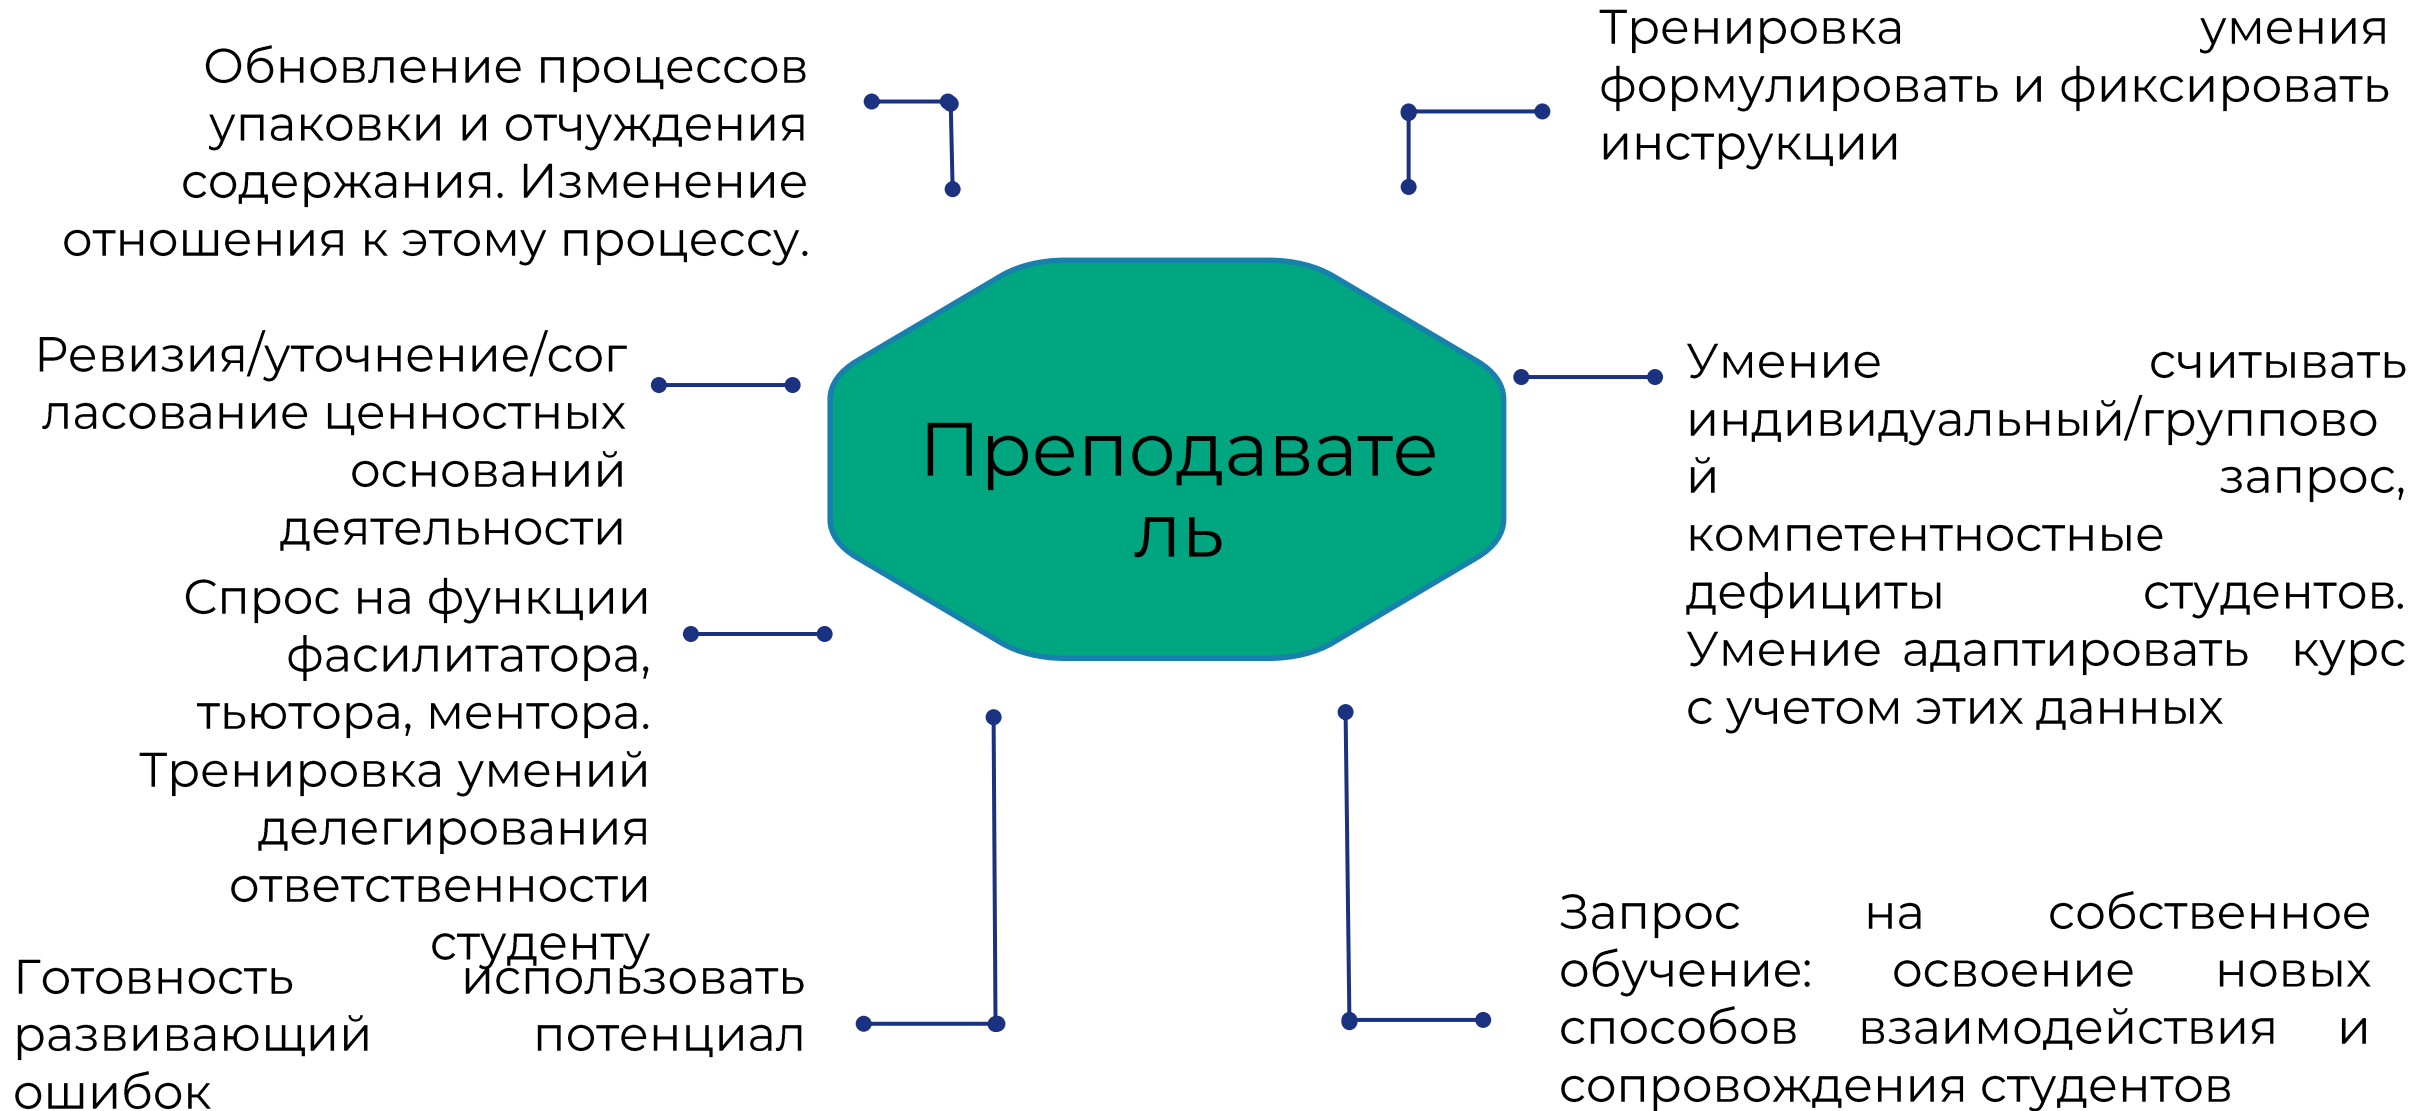 Обновление процессов
упаковки и отчуждения
содержания. Изменение
отношения к этому процессу.
Ревизия/уточнение/сог
ласование ценностных
оснований
деятельности
Спрос на функции
фасилитатора,
тьютора, ментора.
Тренировка умений
делегирования
ответственности
студенту
Готовность использовать
развивающий потенциал
ошибок
Преподавате
ль
Тренировка умения
формулировать и фиксировать
инструкции
Умение считывать
индивидуальный/группово
й запрос,
компетентностные
дефициты студентов.
Умение адаптировать курс
с учетом этих данных
Запрос на собственное
обучение: освоение новых
способов взаимодействия и
сопровождения студентов